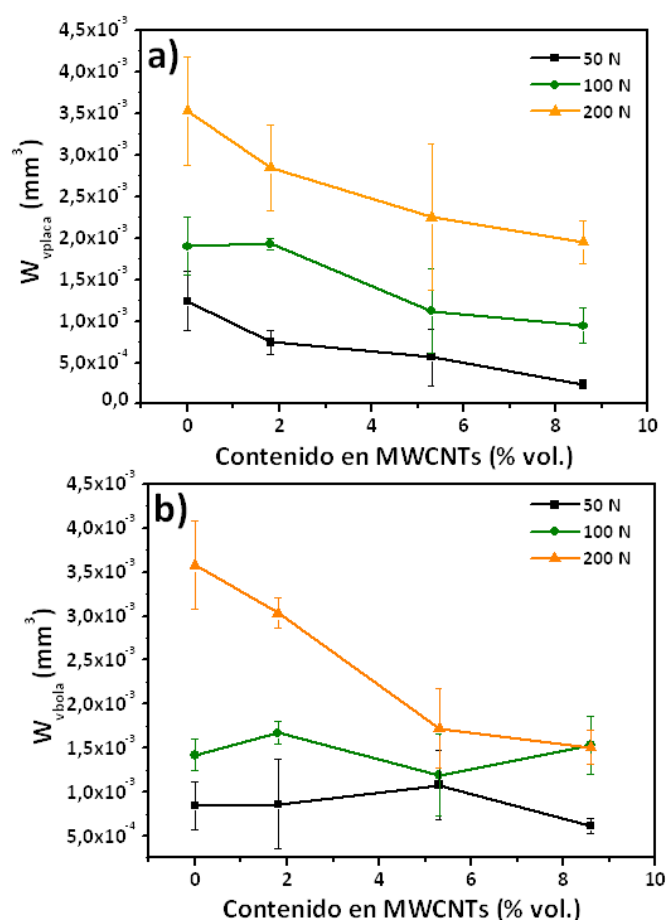 a)
4,5x10⁻³
4,0x10⁻³
3,5x10⁻³
3,0x10⁻³
2,5x10⁻³
2,0x10⁻³
1,5x10⁻³
1,0x10⁻³
5,0x10⁻⁴
0,0
W vplaca (mm³)
50 N
100 N
200 N
0 2 4 6 8 10
Contenido en MWCNTs (% vol.)
b)
4,5x10⁻³
4,0x10⁻³
3,5x10⁻³
3,0x10⁻³
2,5x10⁻³
2,0x10⁻³
1,5x10⁻³
1,0x10⁻³
5,0x10⁻⁴
W vbola (mm³)
50 N
100 N
200 N
0 2 4 6 8 10
Contenido en MWCNTs (% vol.)